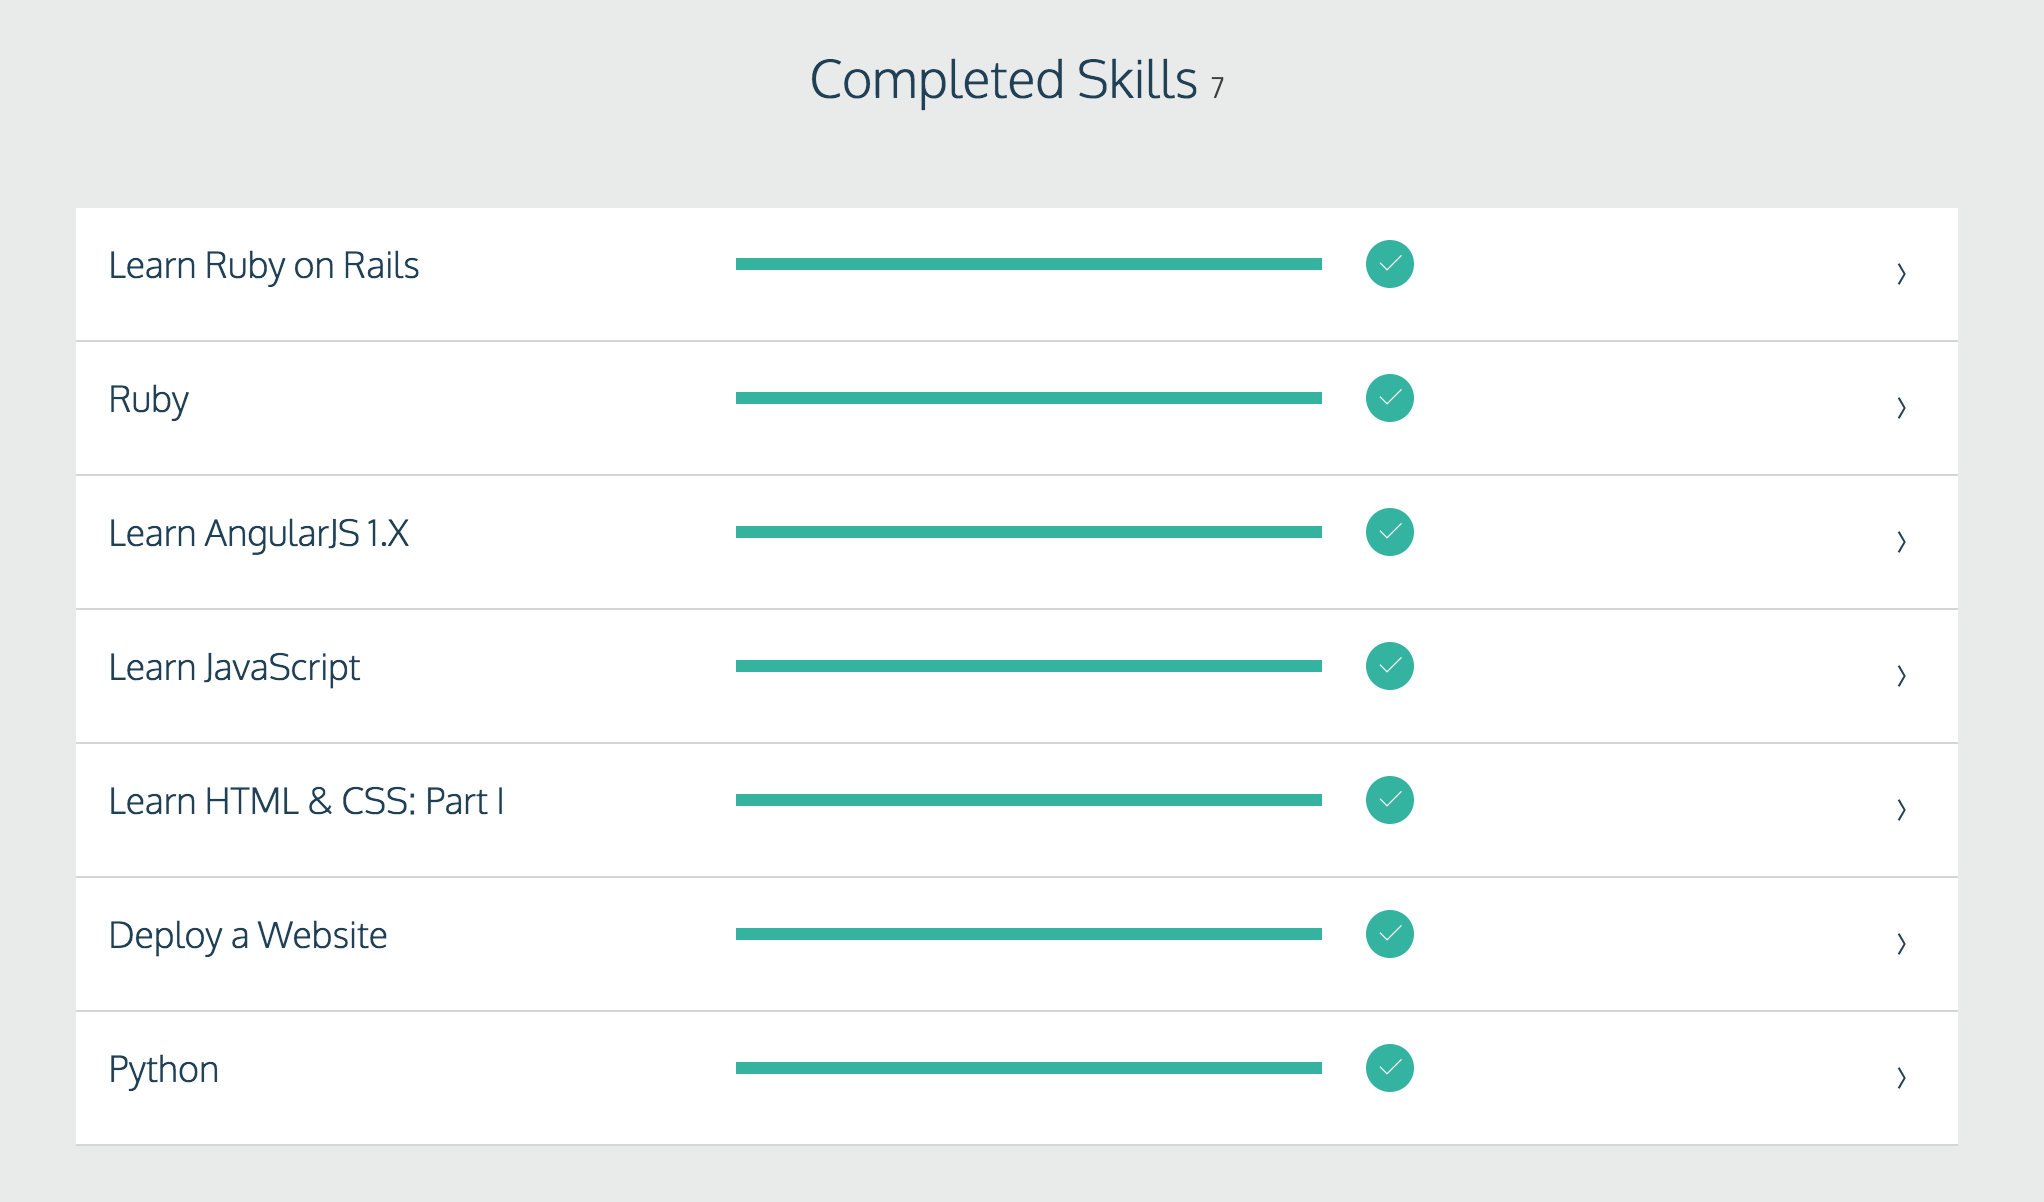 Completed Skills 7
Learn Ruby on Rails
Ruby
Learn AngularJS 1.X
Learn JavaScript
Learn HTML & CSS: Part I
Deploy a Website
Python